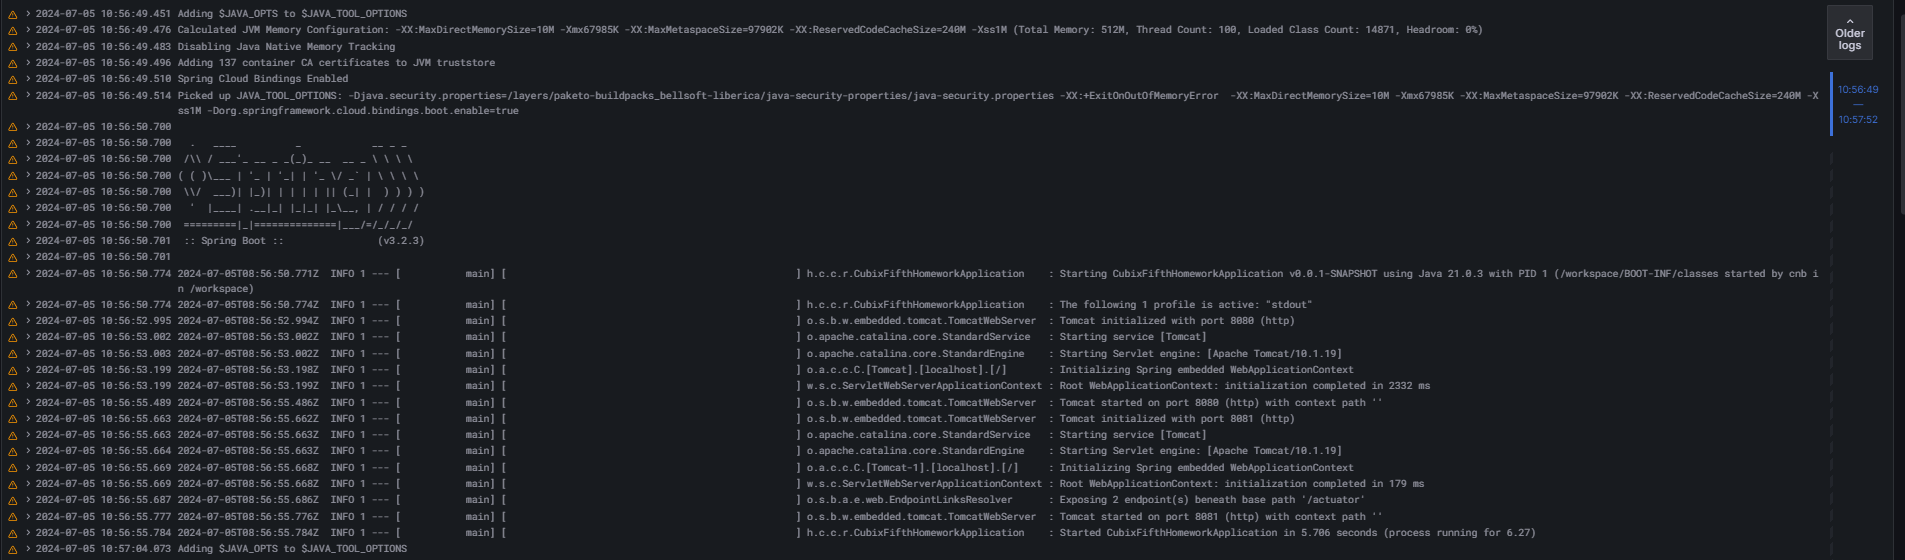 2024-07-05 10:56:49.451 Adding $JAVA_OPTS to $JAVA_TOOL_OPTIONS
2024-07-05 10:56:49.476 Calculated JVM Memory Configuration: -XX:MaxDirectMemorySize=10M -Xmx67985K -XX:MaxMetaspaceSize=97902K -XX:ReservedCodeCacheSize=240M -Xss1M (Total Memory: 512M, Thread Count: 100, Loaded Class Count: 14871, Headroom: 0%)
2024-07-05 10:56:49.483 Disabling Java Native Memory Tracking
2024-07-05 10:56:49.496 Adding 137 container CA certificates to JVM truststore
2024-07-05 10:56:49.510 Spring Cloud Bindings Enabled
2024-07-05 10:56:49.514 Picked up JAVA_TOOL_OPTIONS: -Djava.security.properties=/layers/paketo-buildpacks_bellsoft-liberica/java-security-properties/java-security.properties -XX:+ExitOnOutOfMemoryError  -XX:MaxDirectMemorySize=10M -Xmx67985K -XX:MaxMetaspaceSize=97902K -XX:ReservedCodeCacheSize=240M -X
ss1M -Dorg.springframework.cloud.bindings.boot.enable=true
2024-07-05 10:56:50.700
2024-07-05 10:56:50.700   .   ____          _            __ _ _
2024-07-05 10:56:50.700  /\\ / ___'_ __ _ _(_)_ __  __ _ \ \ \ \
2024-07-05 10:56:50.700 ( ( )\___ | '_ | '_| | '_ \/ _` | \ \ \ \
2024-07-05 10:56:50.700  \\/  ___)| |_)| | | | | || (_| |  ) ) ) )
2024-07-05 10:56:50.700   '  |____| .__|_| |_|_| |_\__, | / / / /
2024-07-05 10:56:50.700  =========|_|==============|___/=/_/_/_/
2024-07-05 10:56:50.701  :: Spring Boot ::                (v3.2.3)
2024-07-05 10:56:50.701
2024-07-05 10:56:50.774 2024-07-05T08:56:50.771Z  INFO 1 --- [           main] [                                                 ] h.c.c.r.CubixFifthHomeworkApplication    : Starting CubixFifthHomeworkApplication v0.0.1-SNAPSHOT using Java 21.0.3 with PID 1 (/workspace/BOOT-INF/classes started by cnb i
n /workspace)
2024-07-05 10:56:50.774 2024-07-05T08:56:50.774Z  INFO 1 --- [           main] [                                                 ] h.c.c.r.CubixFifthHomeworkApplication    : The following 1 profile is active: "stdout"
2024-07-05 10:56:52.995 2024-07-05T08:56:52.994Z  INFO 1 --- [           main] [                                                 ] o.s.b.w.embedded.tomcat.TomcatWebServer  : Tomcat initialized with port 8080 (http)
2024-07-05 10:56:53.002 2024-07-05T08:56:53.002Z  INFO 1 --- [           main] [                                                 ] o.apache.catalina.core.StandardService   : Starting service [Tomcat]
2024-07-05 10:56:53.003 2024-07-05T08:56:53.002Z  INFO 1 --- [           main] [                                                 ] o.apache.catalina.core.StandardEngine    : Starting Servlet engine: [Apache Tomcat/10.1.19]
2024-07-05 10:56:53.199 2024-07-05T08:56:53.198Z  INFO 1 --- [           main] [                                                 ] o.a.c.c.C.[Tomcat].[localhost].[/]       : Initializing Spring embedded WebApplicationContext
2024-07-05 10:56:53.199 2024-07-05T08:56:53.199Z  INFO 1 --- [           main] [                                                 ] w.s.c.ServletWebServerApplicationContext : Root WebApplicationContext: initialization completed in 2332 ms
2024-07-05 10:56:55.489 2024-07-05T08:56:55.486Z  INFO 1 --- [           main] [                                                 ] o.s.b.w.embedded.tomcat.TomcatWebServer  : Tomcat started on port 8080 (http) with context path ''
2024-07-05 10:56:55.663 2024-07-05T08:56:55.662Z  INFO 1 --- [           main] [                                                 ] o.s.b.w.embedded.tomcat.TomcatWebServer  : Tomcat initialized with port 8081 (http)
2024-07-05 10:56:55.663 2024-07-05T08:56:55.663Z  INFO 1 --- [           main] [                                                 ] o.apache.catalina.core.StandardService   : Starting service [Tomcat]
2024-07-05 10:56:55.664 2024-07-05T08:56:55.663Z  INFO 1 --- [           main] [                                                 ] o.apache.catalina.core.StandardEngine    : Starting Servlet engine: [Apache Tomcat/10.1.19]
2024-07-05 10:56:55.669 2024-07-05T08:56:55.668Z  INFO 1 --- [           main] [                                                 ] o.a.c.c.C.[Tomcat-1].[localhost].[/]     : Initializing Spring embedded WebApplicationContext
2024-07-05 10:56:55.669 2024-07-05T08:56:55.668Z  INFO 1 --- [           main] [                                                 ] w.s.c.ServletWebServerApplicationContext : Root WebApplicationContext: initialization completed in 179 ms
2024-07-05 10:56:55.687 2024-07-05T08:56:55.686Z  INFO 1 --- [           main] [                                                 ] o.s.b.a.e.web.EndpointLinksResolver      : Exposing 2 endpoint(s) beneath base path '/actuator'
2024-07-05 10:56:55.777 2024-07-05T08:56:55.776Z  INFO 1 --- [           main] [                                                 ] o.s.b.w.embedded.tomcat.TomcatWebServer  : Tomcat started on port 8081 (http) with context path ''
2024-07-05 10:56:55.784 2024-07-05T08:56:55.784Z  INFO 1 --- [           main] [                                                 ] h.c.c.r.CubixFifthHomeworkApplication    : Started CubixFifthHomeworkApplication in 5.706 seconds (process running for 6.27)
2024-07-05 10:57:04.073 Adding $JAVA_OPTS to $JAVA_TOOL_OPTIONS
Older
logs
10:56:49
—
10:57:52